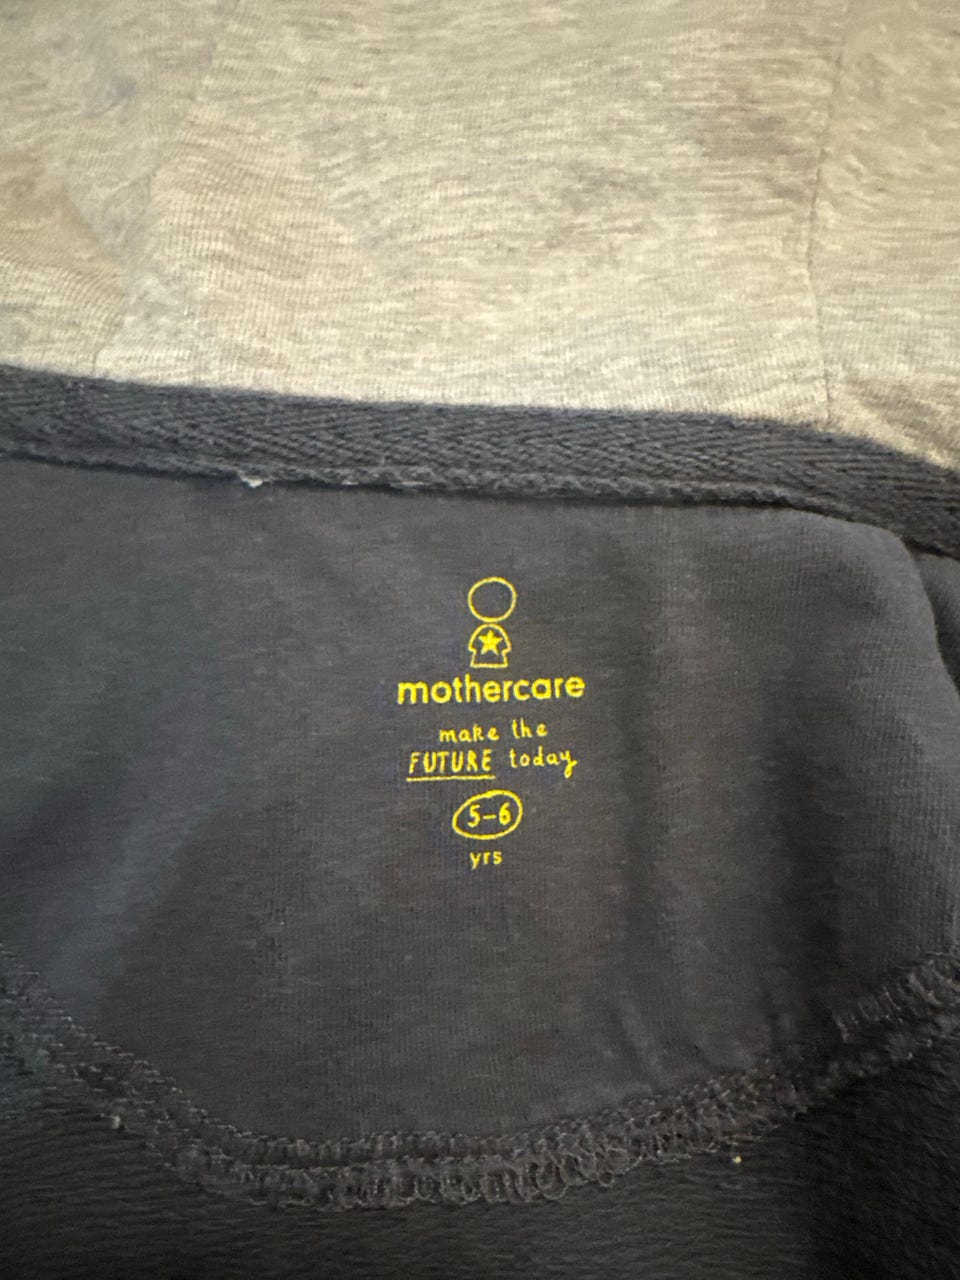 mothercare
make the
FUTURE today
5-6
yrs